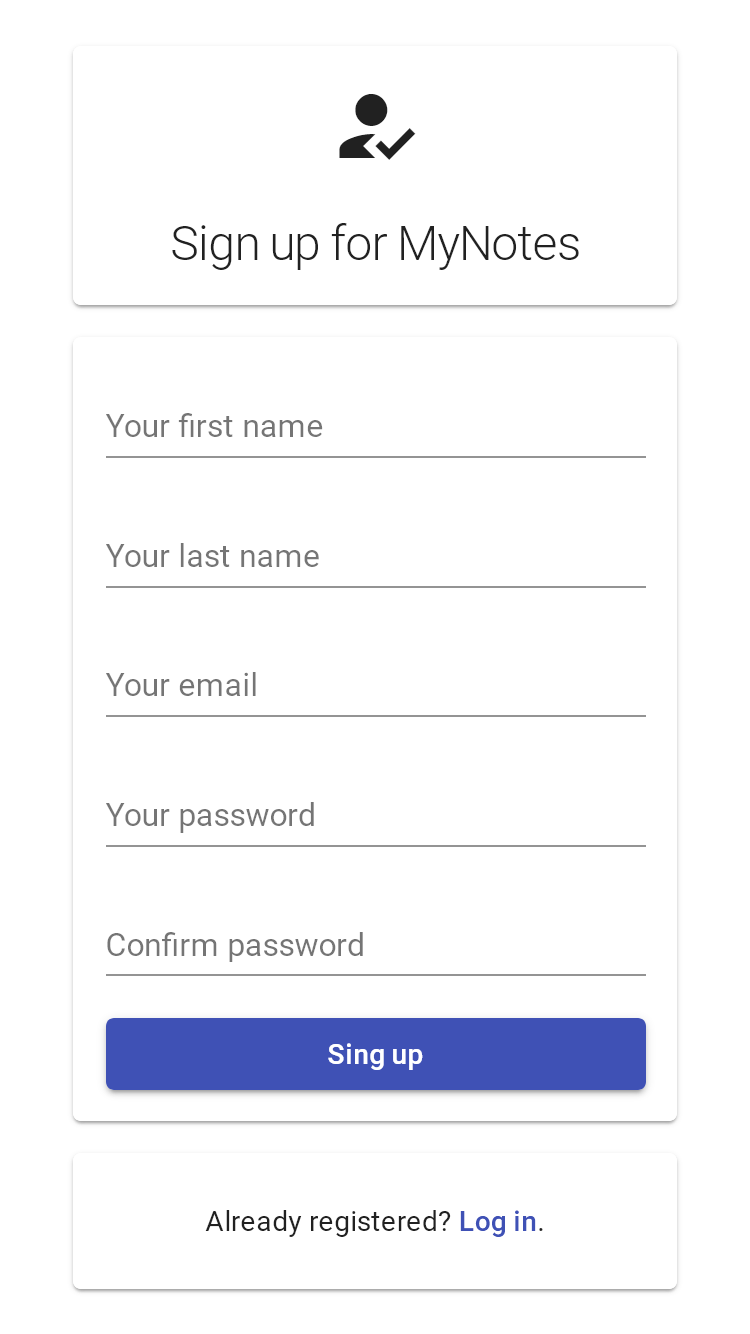 Sign up for MyNotes
Your first name
Your last name
Your email
Your password
Confirm password
Sing up
Already registered? Log in.